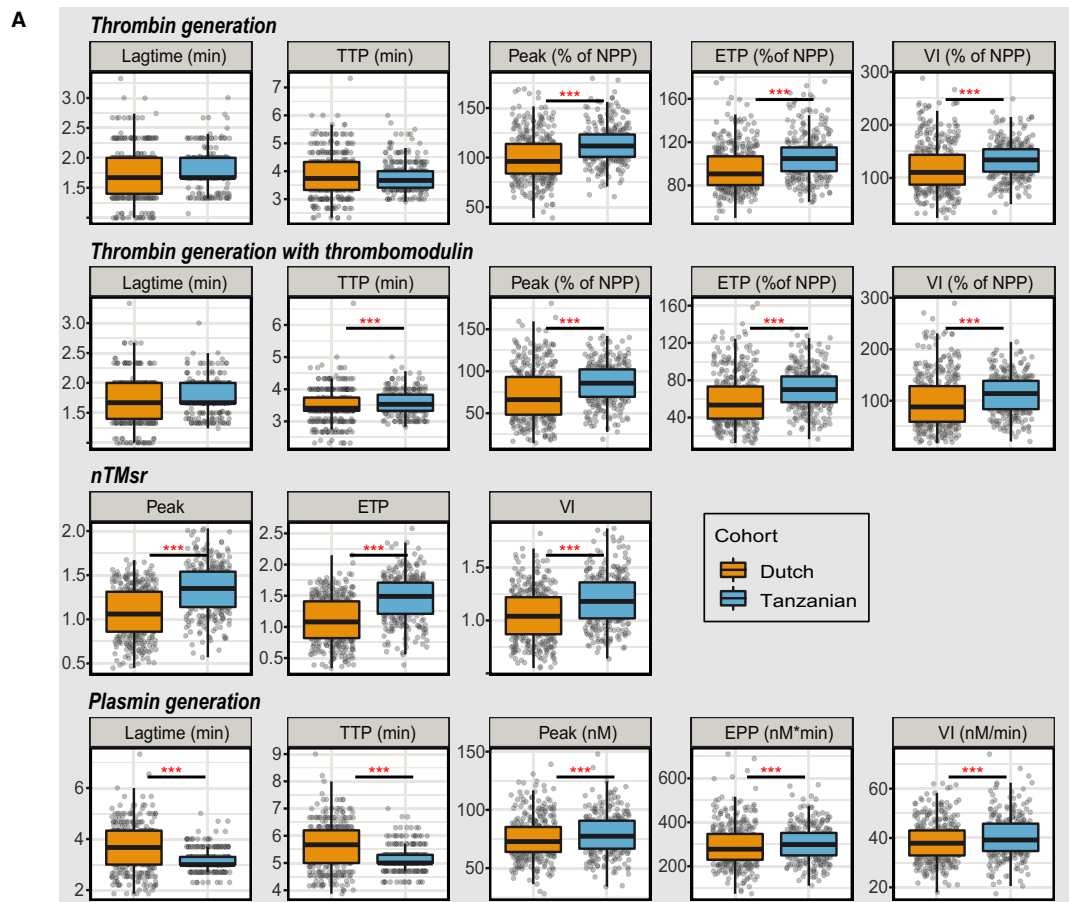 A
Thrombin generation
Lagtime (min) TTP (min) Peak (% of NPP) ETP (%of NPP) VI (% of NPP)
3.0 2.5 2.0 1.5
7 6 5 4 3
150 100 50
160 120 80
300 200 100
*** *** ***
Thrombin generation with thrombomodulin
Lagtime (min) TTP (min) Peak (% of NPP) ETP (%of NPP) VI (% of NPP)
3.0 2.5 2.0 1.5
6 5 4 3
150 100 50
160 120 80 40
300 200 100
*** *** *** ***
nTMsr
Peak ETP VI
2.0 1.5 1.0 0.5
2.5 2.0 1.5 1.0 0.5
1.5 1.0
*** *** ***
Cohort
Dutch
Tanzanian
Plasmin generation
Lagtime (min) TTP (min) Peak (nM) EPP (nM*min) VI (nM/min)
6 4 2
9 8 7 6 5 4
150 100 50
600 400 200
60 40 20
*** *** *** *** ***